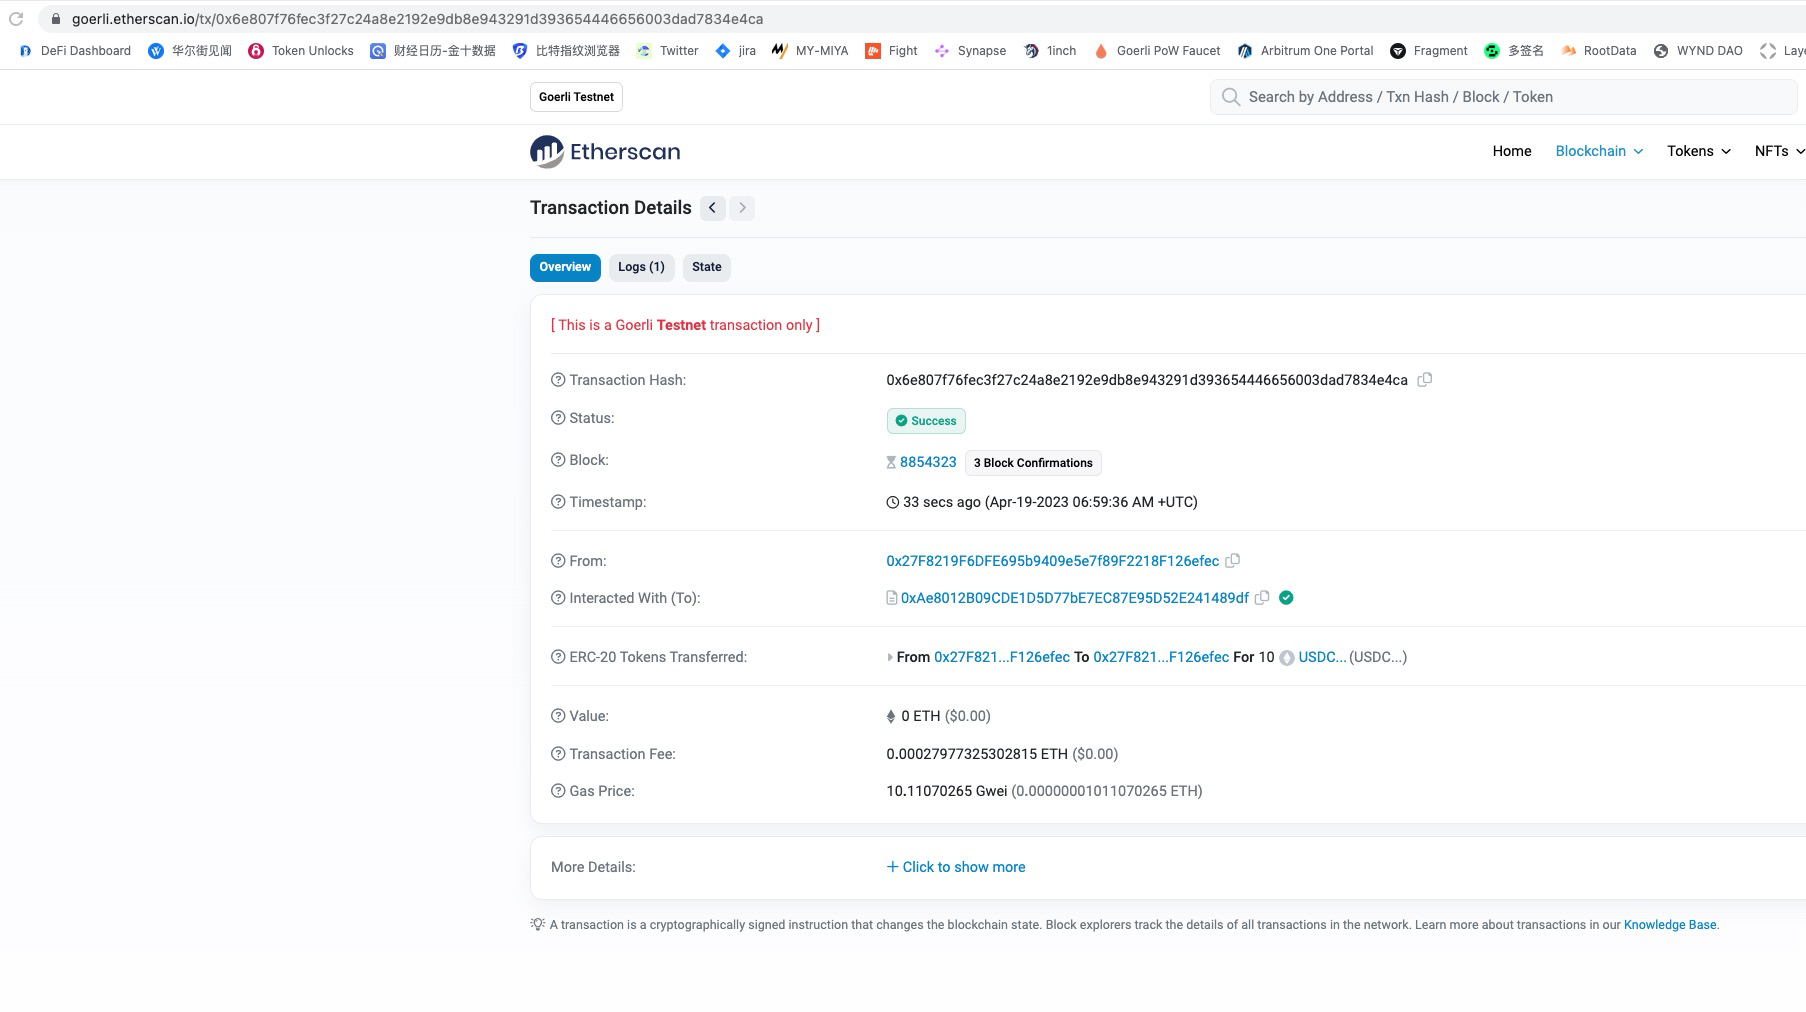 goerli.etherscan.io/tx/0x6e807f76fec3f27c24a8e2192e9db8e943291d393654446656003dad7834e4ca
DeFi Dashboard 华尔街见闻 Token Unlocks 财经日历-金十数据 比特指纹浏览器 Twitter jira MY-MIYA Fight Synapse 1inch Goerli PoW Faucet Arbitrum One Portal Fragment 多签名 RootData WYND DAO Laye
Goerli Testnet Search by Address / Txn Hash / Block / Token
Etherscan Home Blockchain Tokens NFTs
Transaction Details
Overview Logs (1) State
[ This is a Goerli Testnet transaction only ]
Transaction Hash: 0x6e807f76fec3f27c24a8e2192e9db8e943291d393654446656003dad7834e4ca
Status: Success
Block: 8854323 3 Block Confirmations
Timestamp: 33 secs ago (Apr-19-2023 06:59:36 AM +UTC)
From: 0x27F8219F6DFE695b9409e5e7f89F2218F126efec
Interacted With (To): 0xAe8012B09CDE1D5D77bE7EC87E95D52E241489df
ERC-20 Tokens Transferred: From 0x27F821...F126efec To 0x27F821...F126efec For 10 USDC... (USDC...)
Value: 0 ETH ($0.00)
Transaction Fee: 0.00027977325302815 ETH ($0.00)
Gas Price: 10.11070265 Gwei (0.00000001011070265 ETH)
More Details: + Click to show more
A transaction is a cryptographically signed instruction that changes the blockchain state. Block explorers track the details of all transactions in the network. Learn more about transactions in our Knowledge Base.